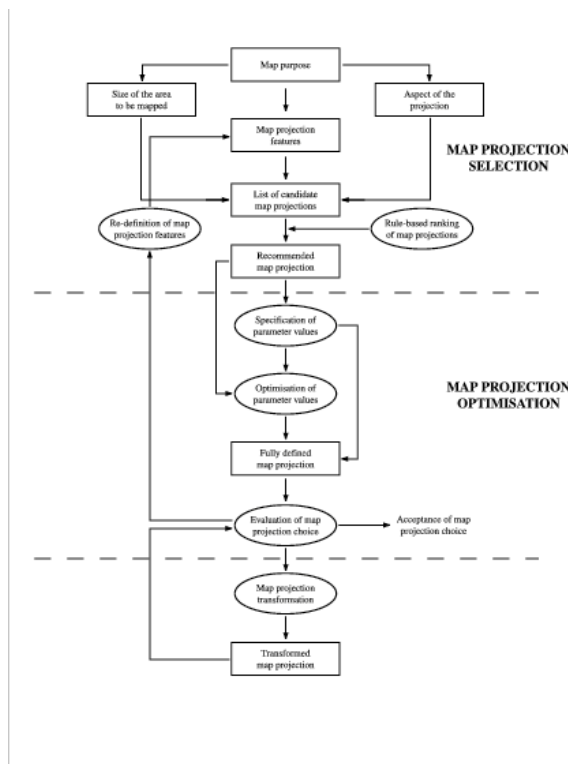 Map purpose
Size of the area
to be mapped
Aspect of the
projection
Map projection
features
MAP PROJECTION
SELECTION
List of candidate
map projections
Re-definition of map
projection features
Rule-based ranking
of map projections
Recommended
map projection
Specification of
parameter values
Optimisation of
parameter values
MAP PROJECTION
OPTIMISATION
Fully defined
map projection
Evaluation of map
projection choice
Acceptance of map
projection choice
Map projection
transformation
Transformed
map projection